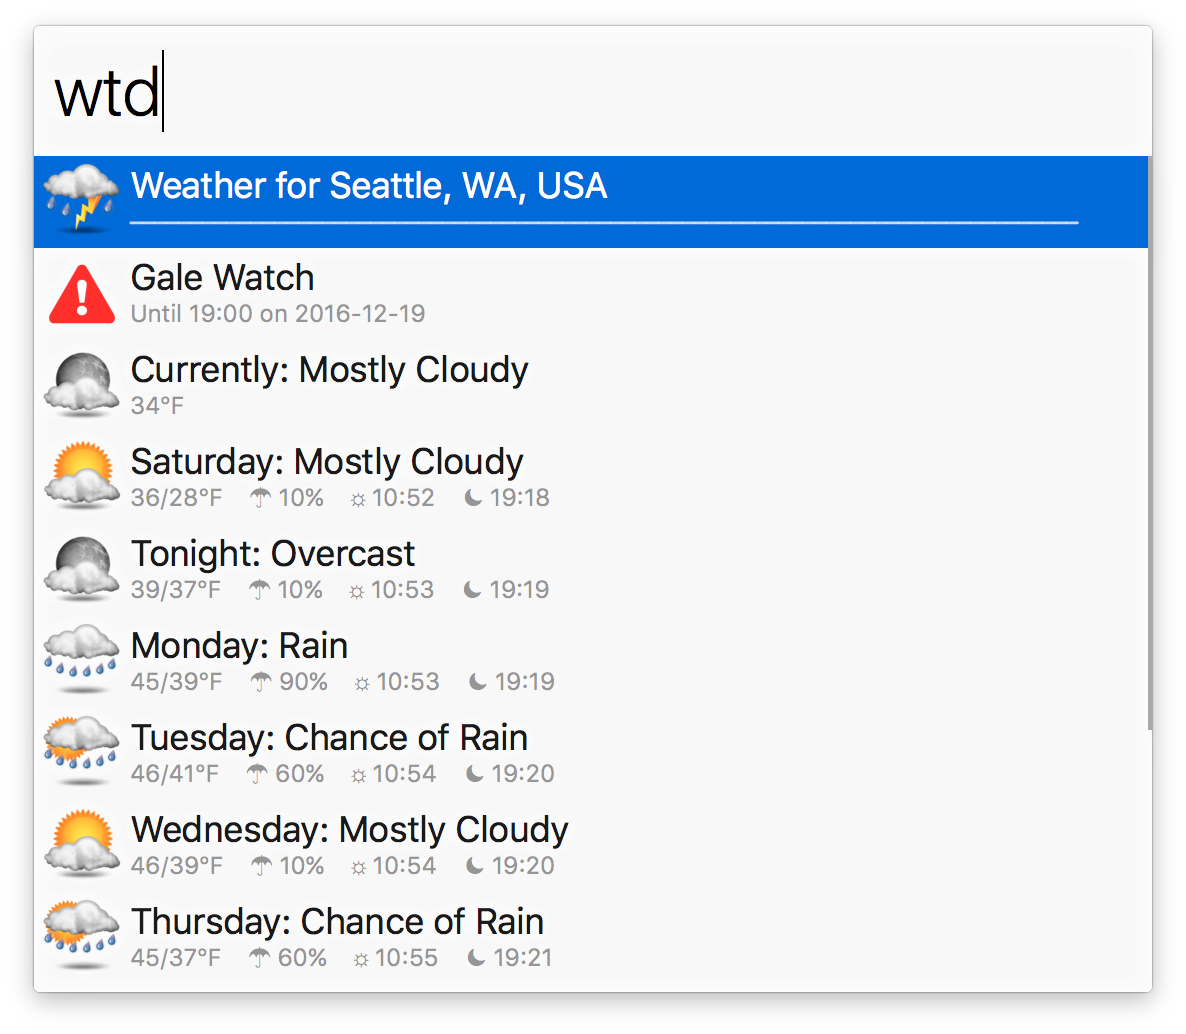 wtd
Weather for Seattle, WA, USA
Gale Watch
Until 19:00 on 2016-12-19
Currently: Mostly Cloudy
34°F
Saturday: Mostly Cloudy
36/28°F ☂ 10% ☼ 10:52 ☾ 19:18
Tonight: Overcast
39/37°F ☂ 10% ☼ 10:53 ☾ 19:19
Monday: Rain
45/39°F ☂ 90% ☼ 10:53 ☾ 19:19
Tuesday: Chance of Rain
46/41°F ☂ 60% ☼ 10:54 ☾ 19:20
Wednesday: Mostly Cloudy
46/39°F ☂ 10% ☼ 10:54 ☾ 19:20
Thursday: Chance of Rain
45/37°F ☂ 60% ☼ 10:55 ☾ 19:21